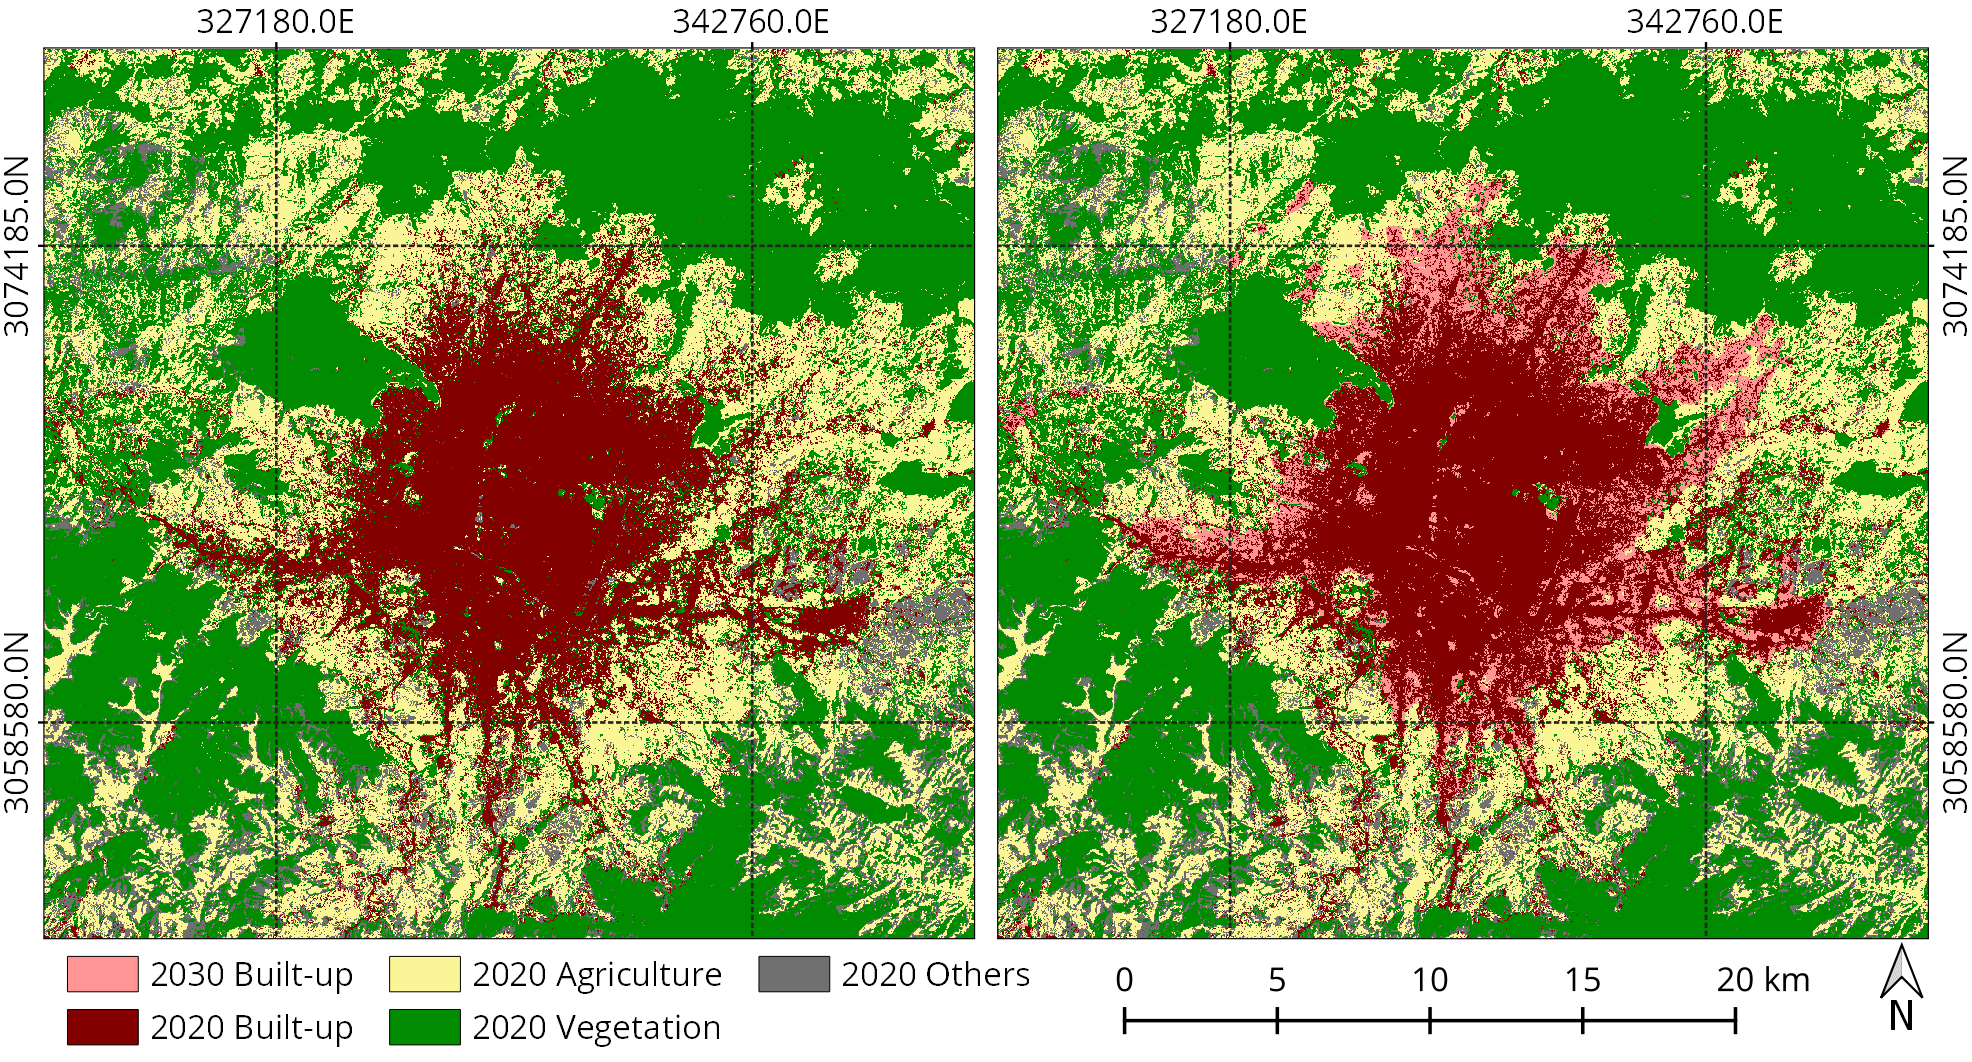 327180.0E 342760.0E 327180.0E 342760.0E
3074185.0N 3074185.0N
3058580.0N 3058580.0N
2030 Built-up 2020 Agriculture 2020 Others 0 5 10 15 20 km
2020 Built-up 2020 Vegetation N